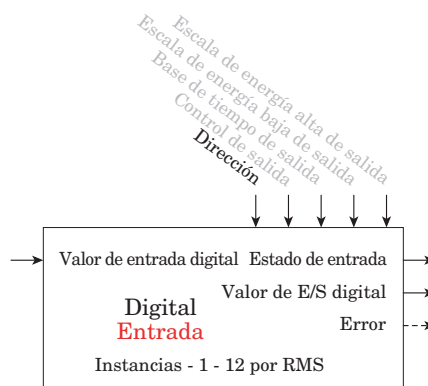 Escala de energía alta de salida
Escala de energía baja de salida
Base de tiempo de salida
Control de salida
Dirección
Valor de entrada digital
Estado de entrada
Valor de E/S digital
Digital
Entrada
Error
Instancias - 1 - 12 por RMS